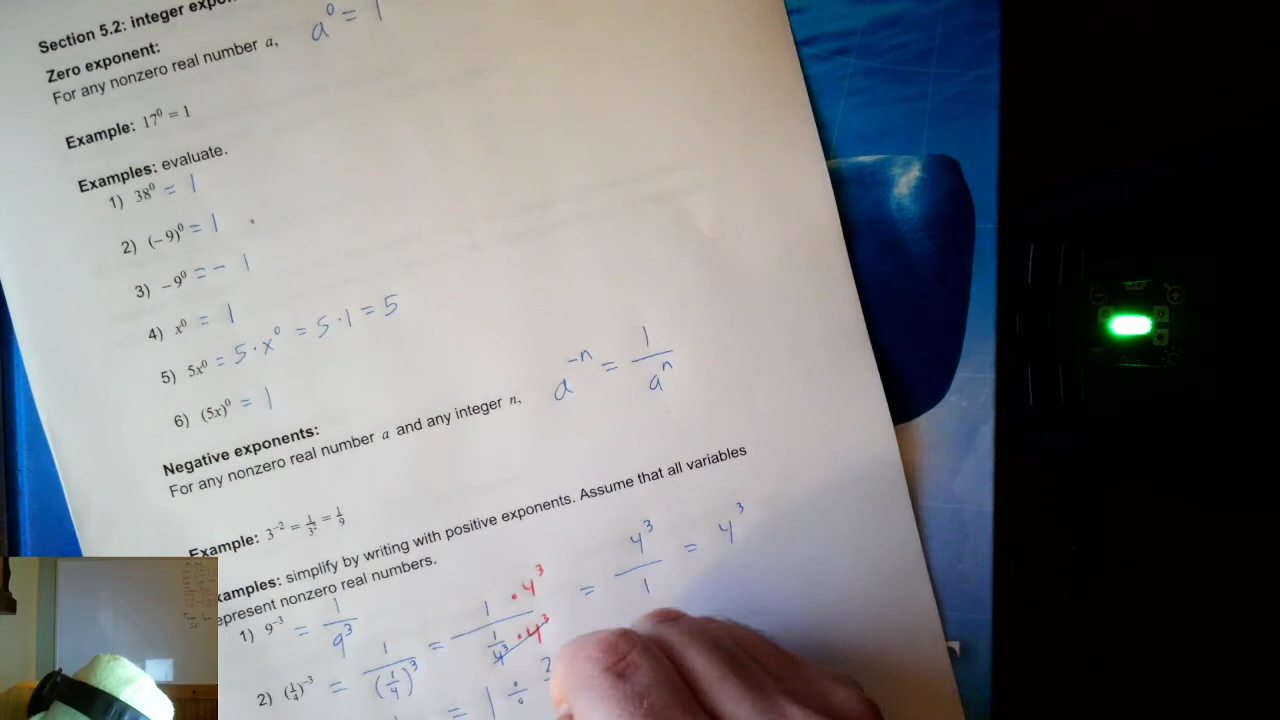 Section 5.2: integer expo
Zero exponent:
For any nonzero real number a, a⁰ = 1
Example: 17⁰ = 1
Examples: evaluate.
1) 38⁰ = 1
2) (−9)⁰ = 1
3) −9⁰ = − 1
4) x⁰ = 1
5) 5x⁰ = 5·x⁰ = 5·1 = 5
6) (5x)⁰ = 1
Negative exponents:
For any nonzero real number a and any integer n, a⁻ⁿ = 1/aⁿ
Example: 3⁻² = 1/3² = 1/9
xamples: simplify by writing with positive exponents. Assume that all variables
epresent nonzero real numbers.
1) 9⁻³ = 1/9³
2) (1/4)⁻³ = 1/(1/4)³ = (1 · 4³)/(1/4³ · 4³) = 4³/1 = 4³
= 1 ÷